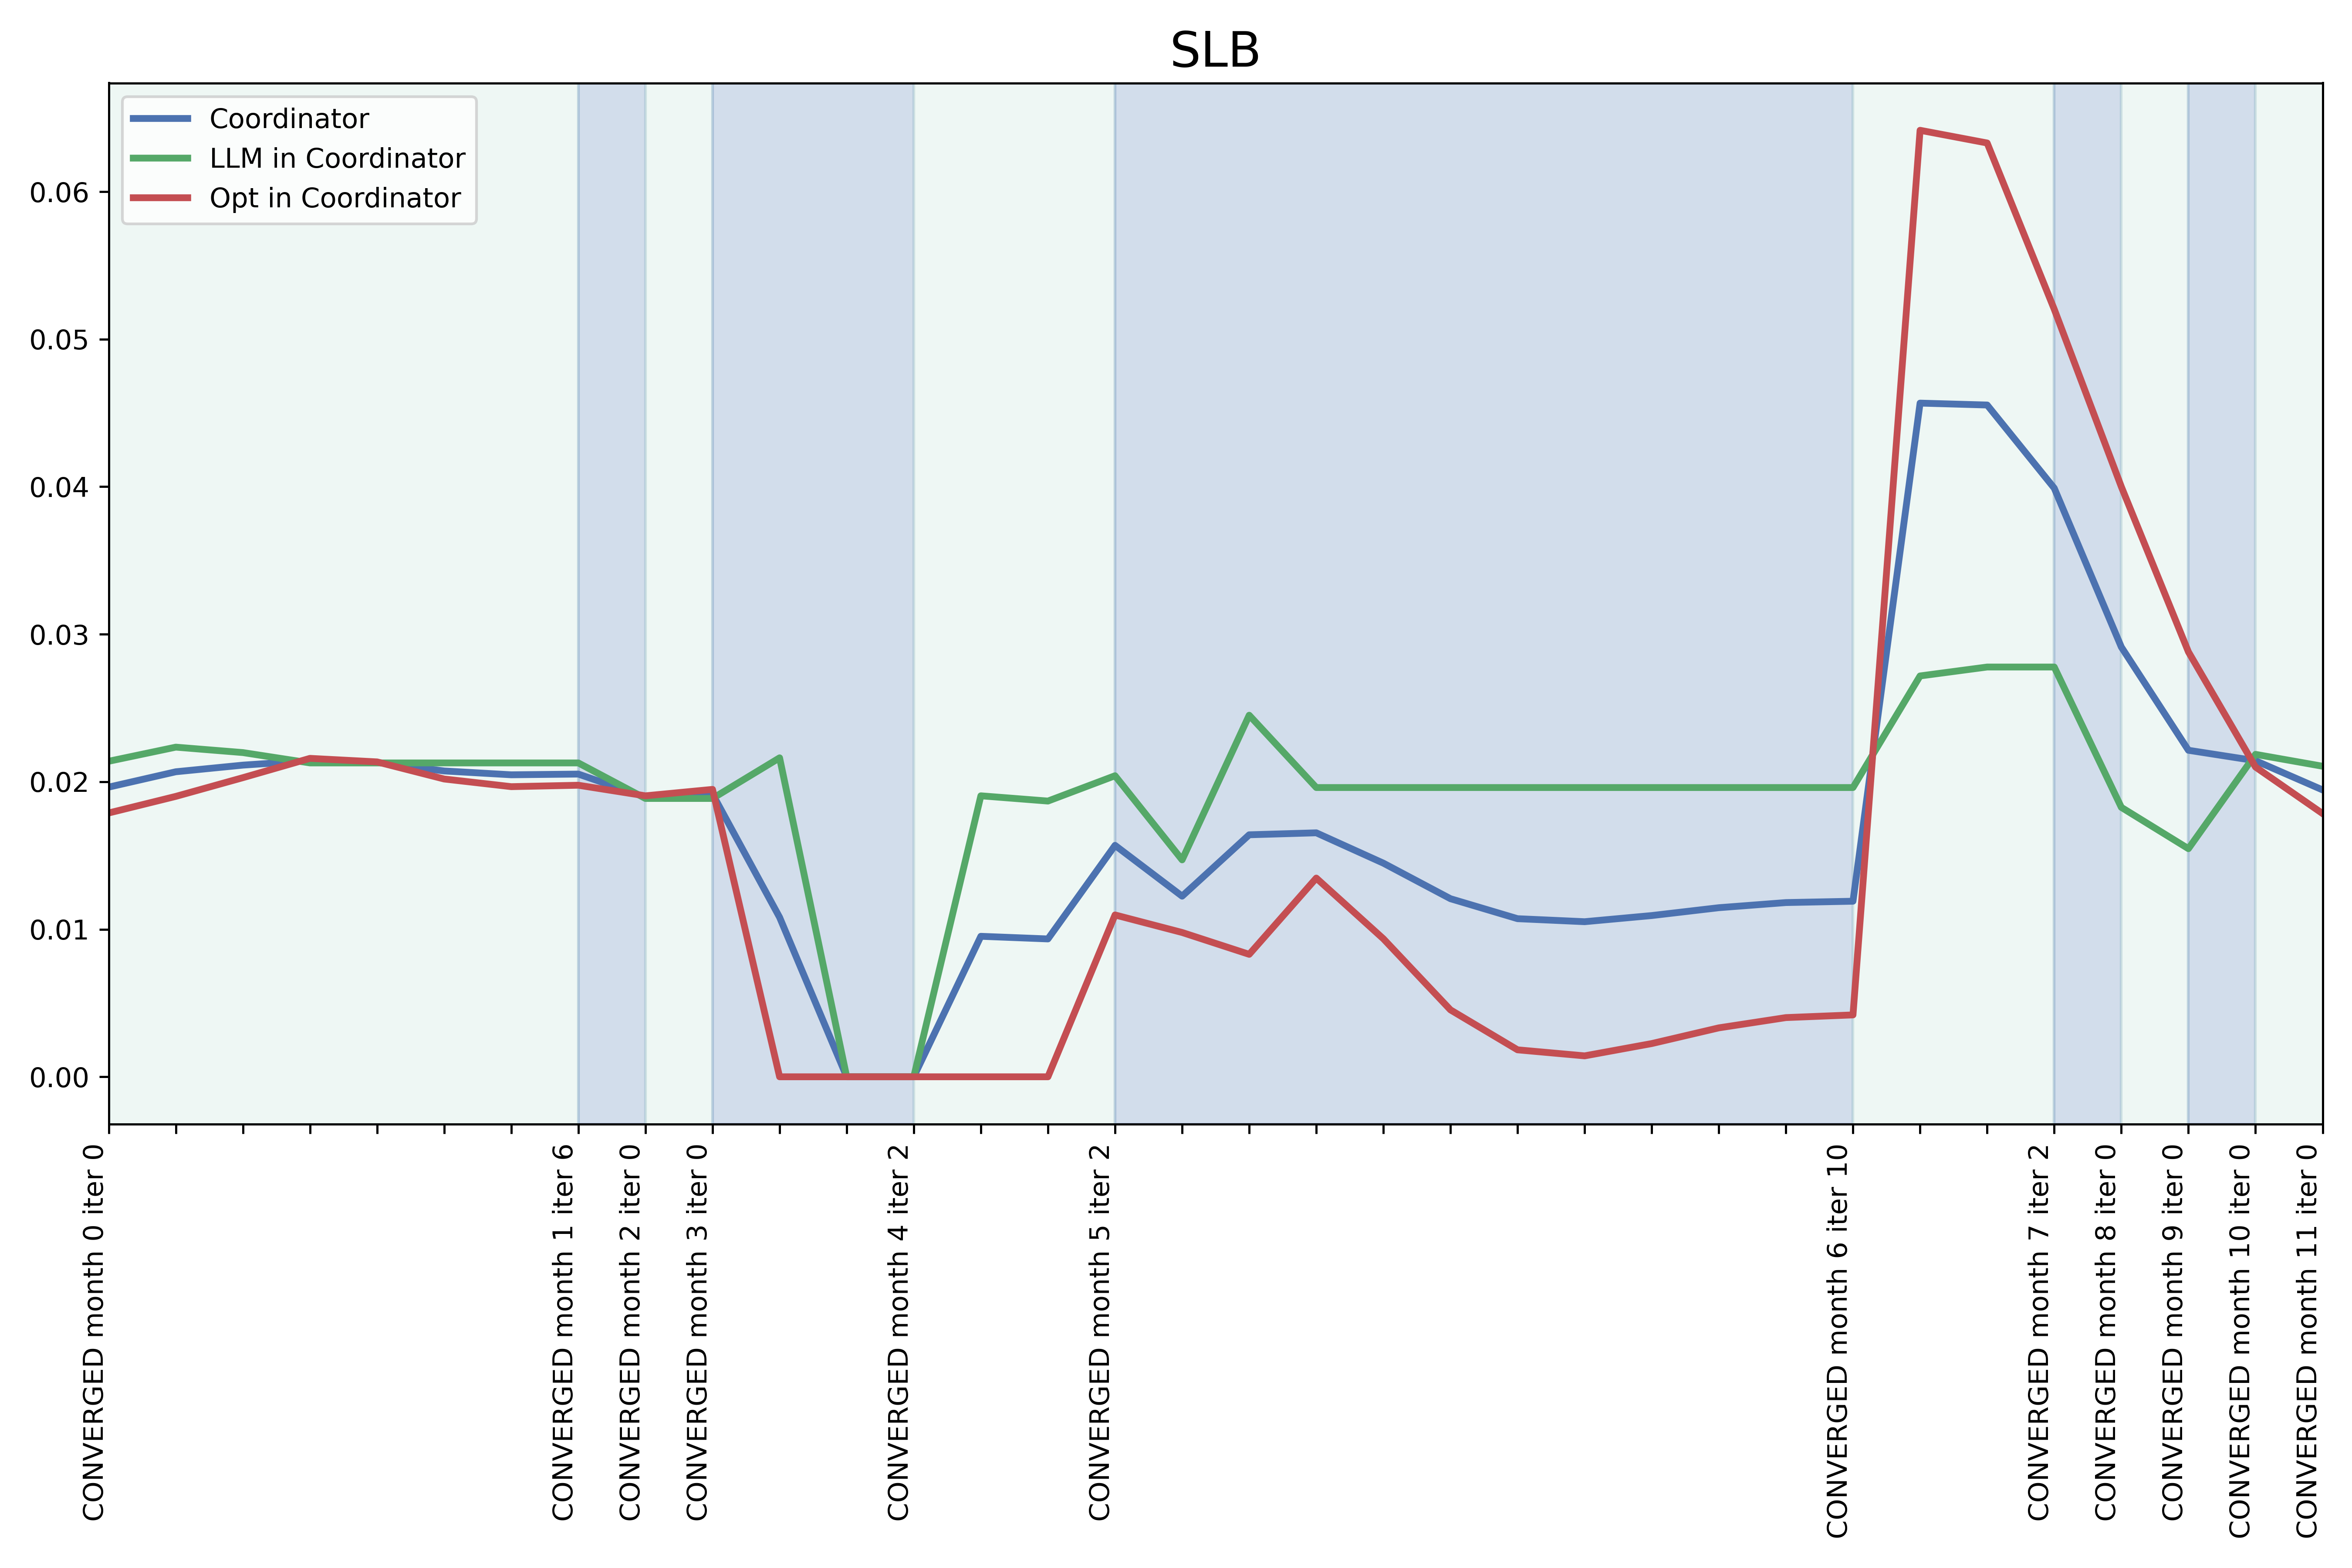 SLB
Coordinator
LLM in Coordinator
Opt in Coordinator
0.06
0.05
0.04
0.03
0.02
0.01
0.00
CONVERGED month 0 iter 0
CONVERGED month 1 iter 6
CONVERGED month 2 iter 0
CONVERGED month 3 iter 0
CONVERGED month 4 iter 2
CONVERGED month 5 iter 2
CONVERGED month 6 iter 10
CONVERGED month 7 iter 2
CONVERGED month 8 iter 0
CONVERGED month 9 iter 0
CONVERGED month 10 iter 0
CONVERGED month 11 iter 0